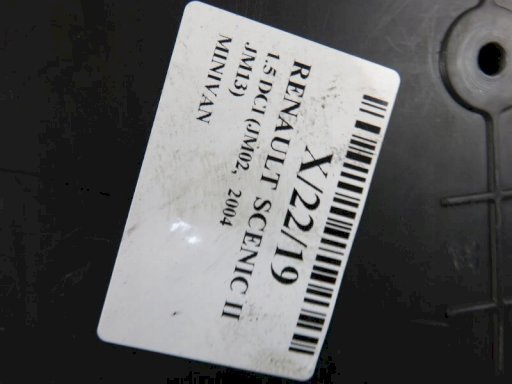 X/22/19
RENAULT SCENIC II
1.5 DCI (JM02, 2004
JM13)
MINIVAN